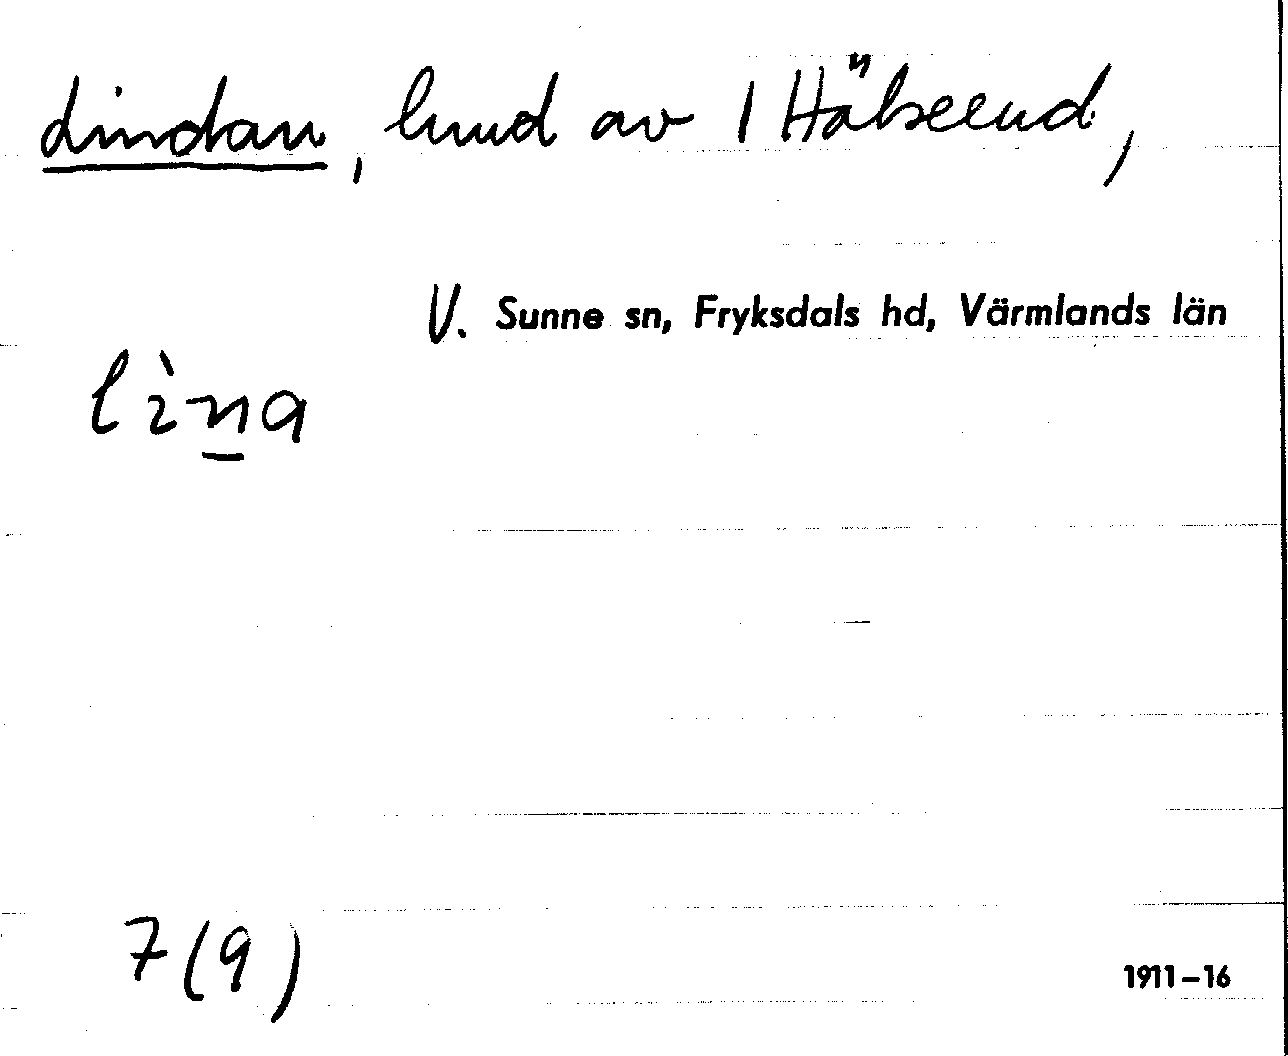 Lindan, lund av 1 Hälserud,
V. Sunne sn, Fryksdals hd, Värmlands län
lìna
7(9)
1911–16